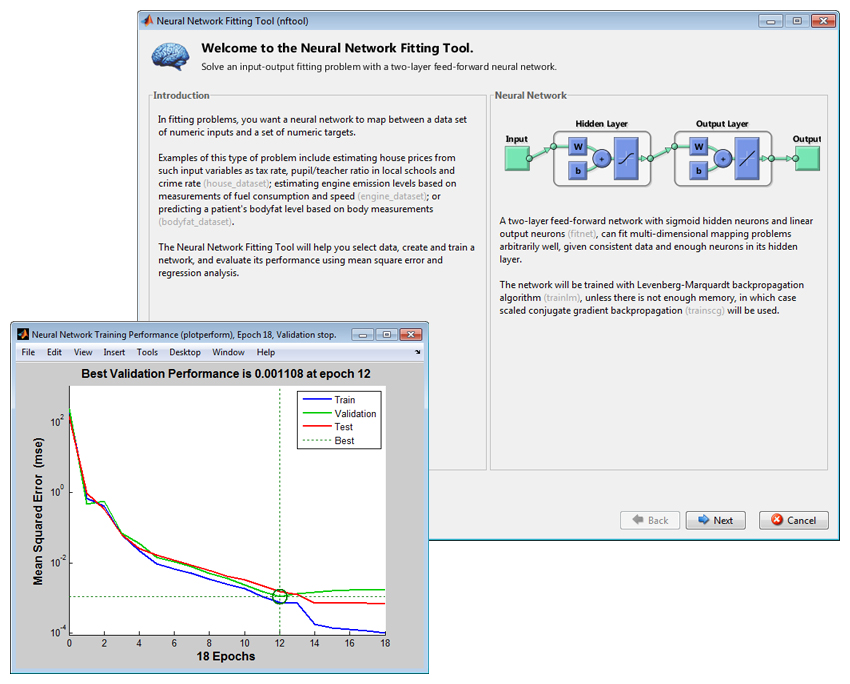 Neural Network Fitting Tool (nftool)
Welcome to the Neural Network Fitting Tool.
Solve an input-output fitting problem with a two-layer feed-forward neural network.
Introduction
In fitting problems, you want a neural network to map between a data set
of numeric inputs and a set of numeric targets.
Examples of this type of problem include estimating house prices from
such input variables as tax rate, pupil/teacher ratio in local schools and
crime rate (house_dataset); estimating engine emission levels based on
measurements of fuel consumption and speed (engine_dataset); or
predicting a patient's bodyfat level based on body measurements
(bodyfat_dataset).
The Neural Network Fitting Tool will help you select data, create and train a
network, and evaluate its performance using mean square error and
regression analysis.
Neural Network
Hidden Layer
Output Layer
Input
Output
W
b
+
W
b
+
A two-layer feed-forward network with sigmoid hidden neurons and linear
output neurons (fitnet), can fit multi-dimensional mapping problems
arbitrarily well, given consistent data and enough neurons in its hidden
layer.
The network will be trained with Levenberg-Marquardt backpropagation
algorithm (trainlm), unless there is not enough memory, in which case
scaled conjugate gradient backpropagation (trainscg) will be used.
Back
Next
Cancel
Neural Network Training Performance (plotperform), Epoch 18, Validation stop.
File Edit View Insert Tools Desktop Window Help
Best Validation Performance is 0.001108 at epoch 12
Mean Squared Error (mse)
10^2
10^0
10^-2
10^-4
Train
Validation
Test
Best
0 2 4 6 8 10 12 14 16 18
18 Epochs